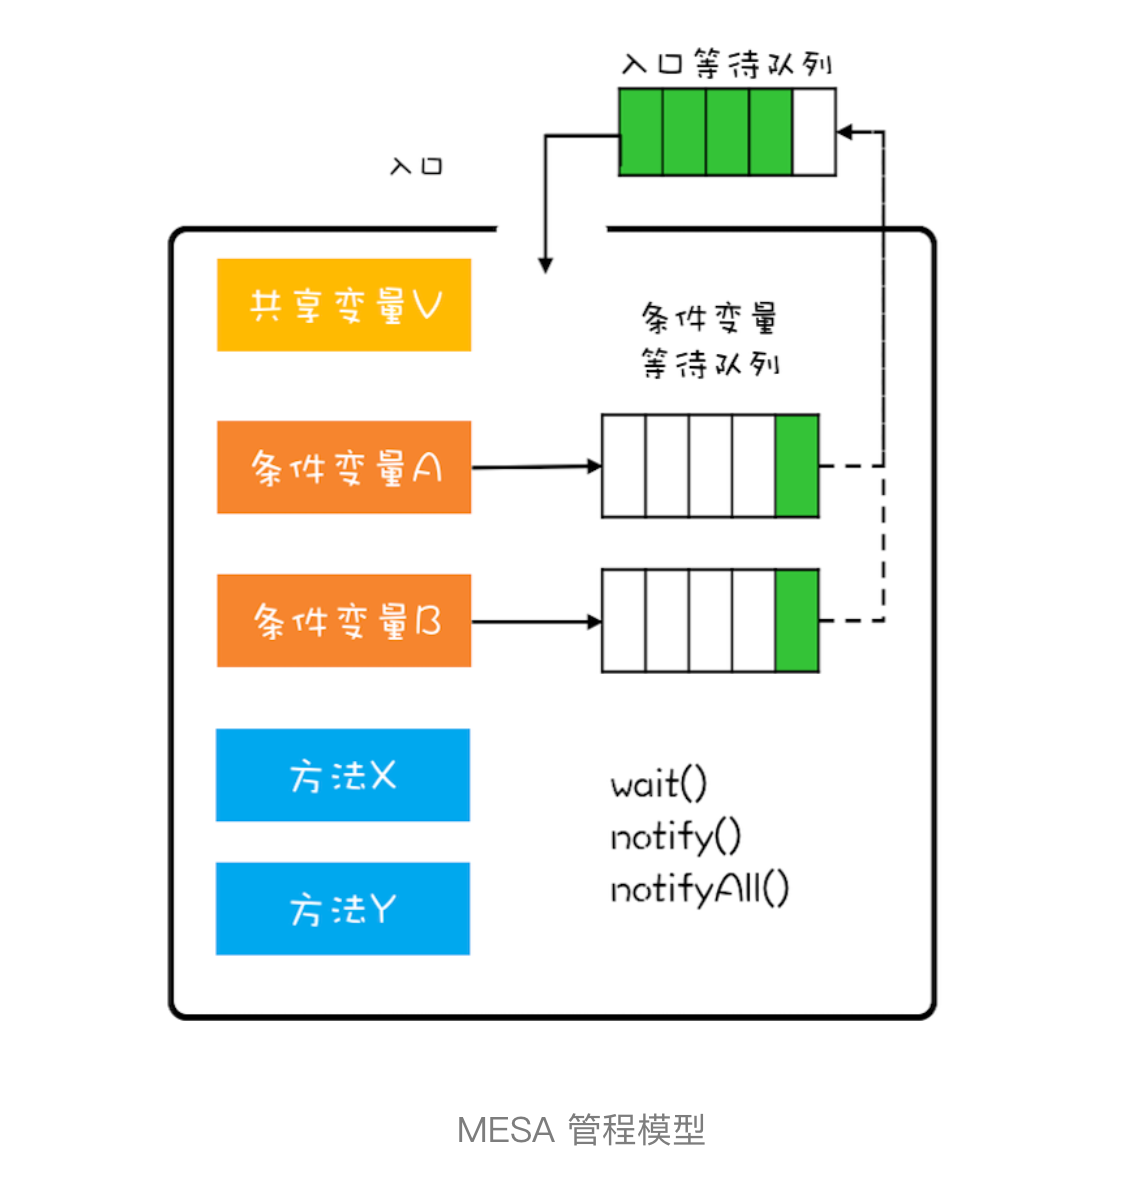 入口等待队列
入口
共享变量V
条件变量
等待队列
条件变量A
条件变量B
方法X
wait()
notify()
notifyAll()
方法Y
MESA 管程模型